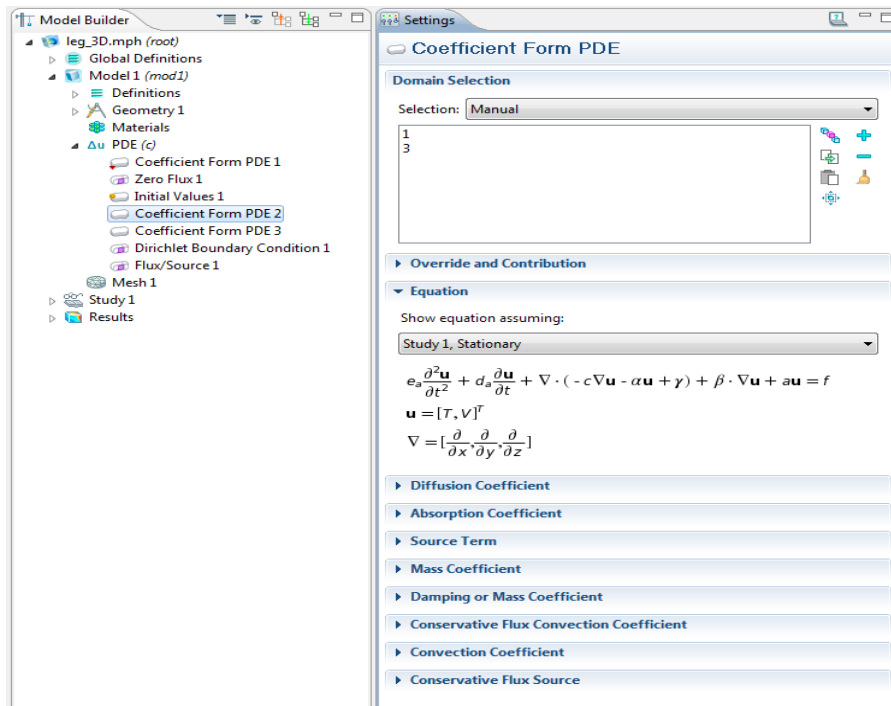 Model Builder
leg_3D.mph (root)
Global Definitions
Model 1 (mod1)
Definitions
Geometry 1
Materials
Δu PDE (c)
Coefficient Form PDE 1
Zero Flux 1
Initial Values 1
Coefficient Form PDE 2
Coefficient Form PDE 3
Dirichlet Boundary Condition 1
Flux/Source 1
Mesh 1
Study 1
Results
Settings
Coefficient Form PDE
Domain Selection
Selection: Manual
1
3
Override and Contribution
Equation
Show equation assuming:
Study 1, Stationary
e_a ∂²u/∂t² + d_a ∂u/∂t + ∇ · (-c∇u - αu + γ) + β · ∇u + au = f
u = [T, V]^T
∇ = [∂/∂x, ∂/∂y, ∂/∂z]
Diffusion Coefficient
Absorption Coefficient
Source Term
Mass Coefficient
Damping or Mass Coefficient
Conservative Flux Convection Coefficient
Convection Coefficient
Conservative Flux Source